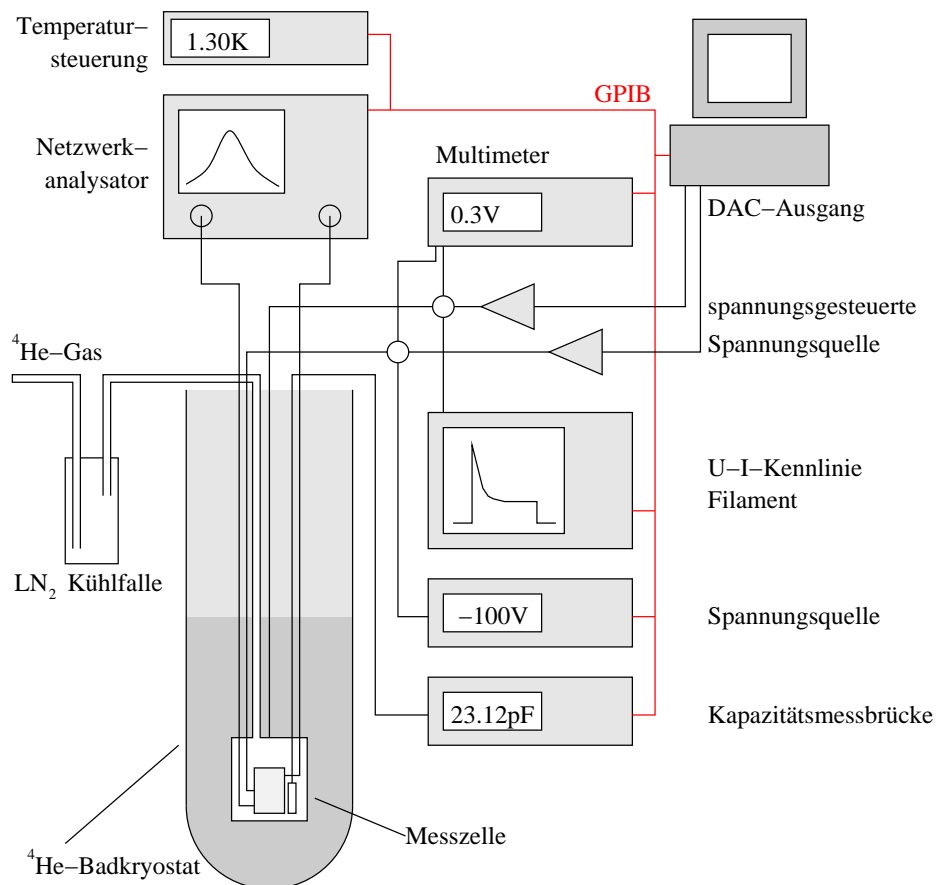 Temperatur–
steuerung
1.30K
GPIB
Netzwerk–
analysator
Multimeter
0.3V
DAC–Ausgang
spannungsgesteuerte
Spannungsquelle
⁴He–Gas
U–I–Kennlinie
Filament
LN₂ Kühlfalle
–100V
Spannungsquelle
23.12pF
Kapazitätsmessbrücke
Messzelle
⁴He–Badkryostat